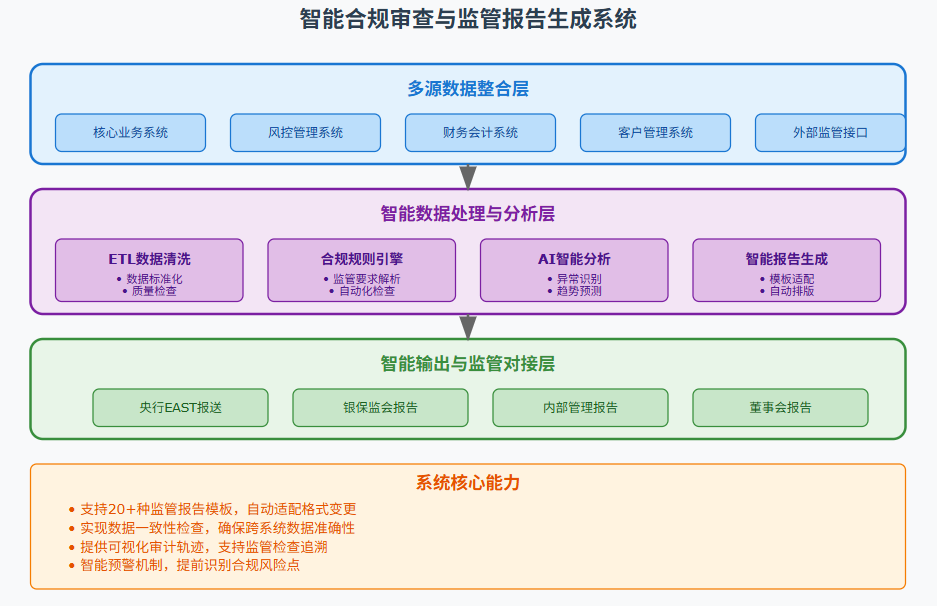 智能合规审查与监管报告生成系统
多源数据整合层
核心业务系统
风控管理系统
财务会计系统
客户管理系统
外部监管接口
智能数据处理与分析层
ETL数据清洗
• 数据标准化
• 质量检查
合规规则引擎
• 监管要求解析
• 自动化检查
AI智能分析
• 异常识别
• 趋势预测
智能报告生成
• 模板适配
• 自动排版
智能输出与监管对接层
央行EAST报送
银保监会报告
内部管理报告
董事会报告
系统核心能力
• 支持20+种监管报告模板，自动适配格式变更
• 实现数据一致性检查，确保跨系统数据准确性
• 提供可视化审计轨迹，支持监管检查追溯
• 智能预警机制，提前识别合规风险点